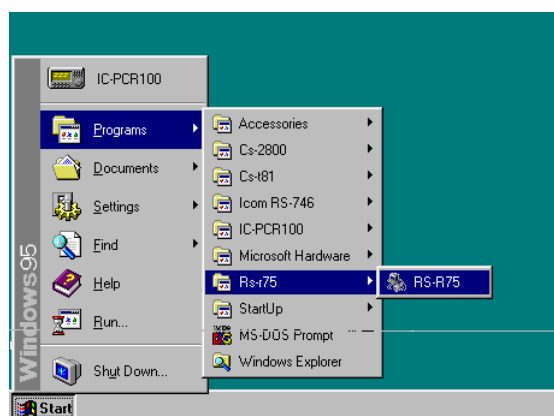 IC-PCR100
Programs
Documents
Settings
Find
Help
Run...
Shut Down...
Windows95
Accessories
Cs-2800
Cs-t81
Icom RS-746
IC-PCR100
Microsoft Hardware
Rs-r75
StartUp
MS-DOS Prompt
Windows Explorer
RS-R75
Start